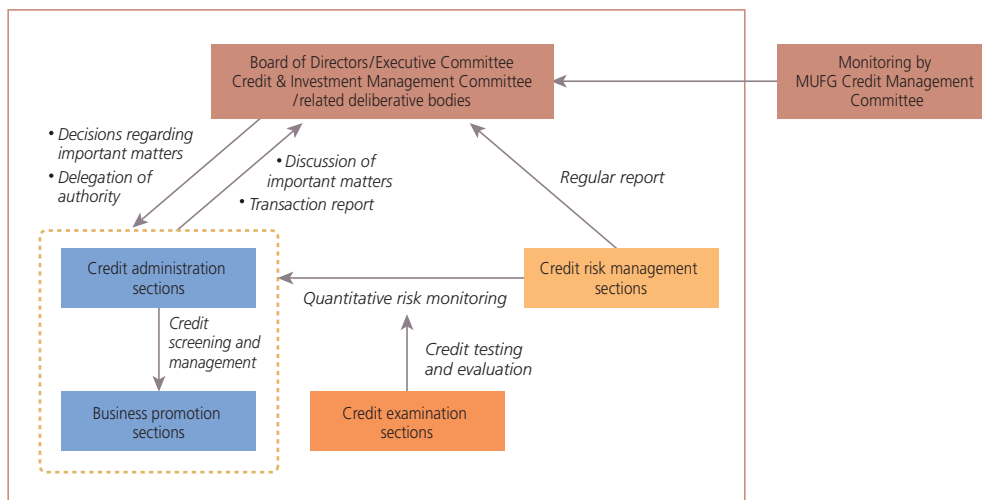 Board of Directors/Executive Committee
Credit & Investment Management Committee
/related deliberative bodies
Monitoring by
MUFG Credit Management
Committee
• Decisions regarding
important matters
• Delegation of
authority
• Discussion of
important matters
• Transaction report
Regular report
Credit administration
sections
Credit risk management
sections
Quantitative risk monitoring
Credit
screening and
management
Credit testing
and evaluation
Business promotion
sections
Credit examination
sections